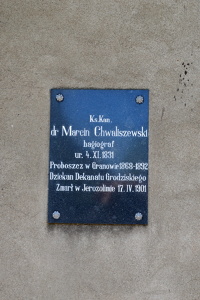 Ks. Kan.
dr Marcin Chwaliszewski
hagiograf
ur. 4. XI. 1831
Proboszcz w Granowie 1868-1892
Dziekan Dekanatu Grodziskiego
Zmarł w Jerozolimie 17. IV. 1901